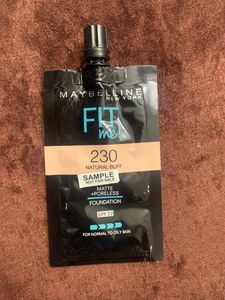 MAYBELLINE
NEW YORK
FIT
me
230
NATURAL BUFF
SAMPLE
NOT FOR SALE
MATTE
+PORELESS
FOUNDATION
SPF22
FOR NORMAL TO OILY SKIN